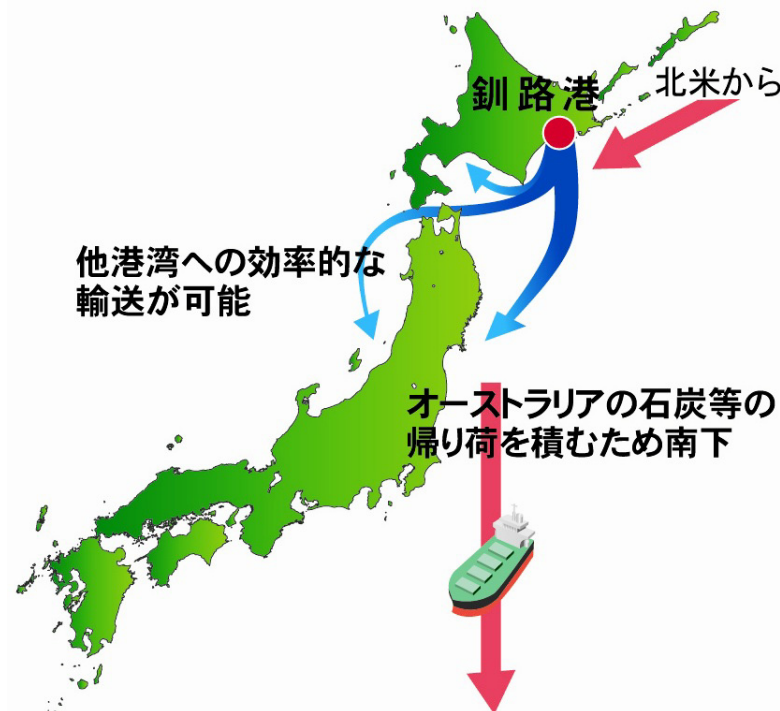 北米から
釧路港
他港湾への効率的な
輸送が可能
オーストラリアの石炭等の
帰り荷を積むため南下